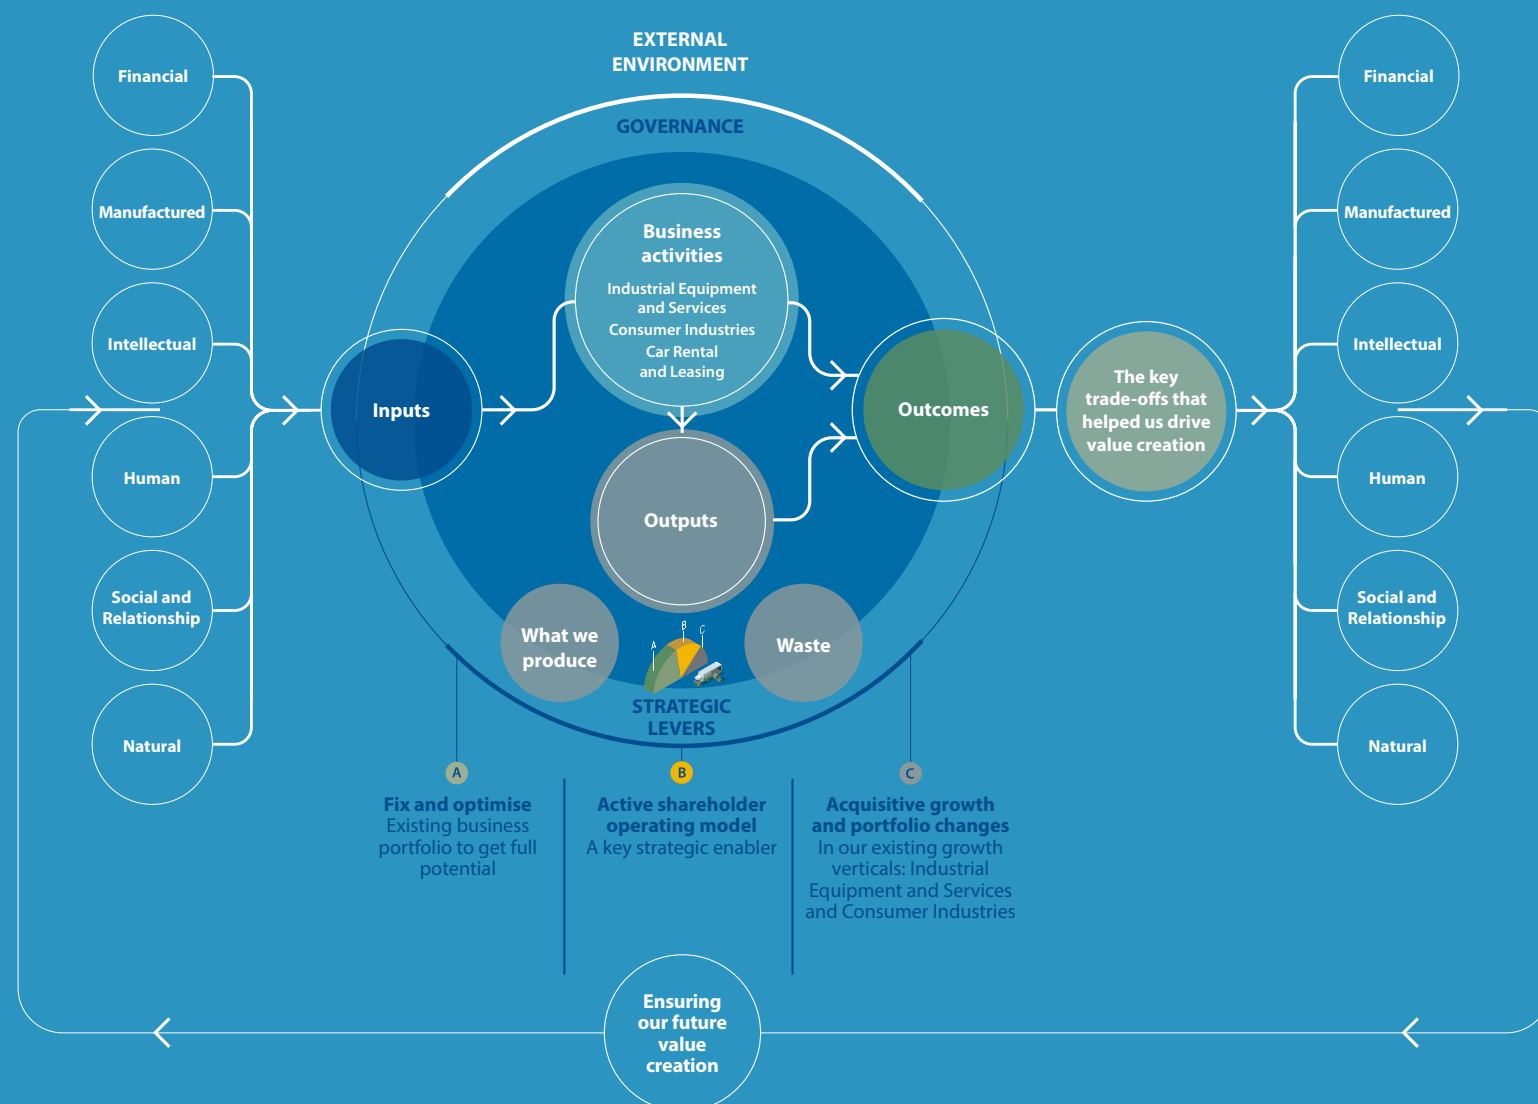 Financial
Manufactured
Intellectual
Human
Social and
Relationship
Natural
EXTERNAL
ENVIRONMENT
GOVERNANCE
Inputs
Business
activities
Industrial Equipment
and Services
Consumer Industries
Car Rental
and Leasing
Outputs
What we
produce
Waste
A
B
C
STRATEGIC
LEVERS
Outcomes
The key
trade-offs that
helped us drive
value creation
Financial
Manufactured
Intellectual
Human
Social and
Relationship
Natural
A
Fix and optimise
Existing business
portfolio to get full
potential
B
Active shareholder
operating model
A key strategic enabler
C
Acquisitive growth
and portfolio changes
In our existing growth
verticals: Industrial
Equipment and Services
and Consumer Industries
Ensuring
our future
value
creation